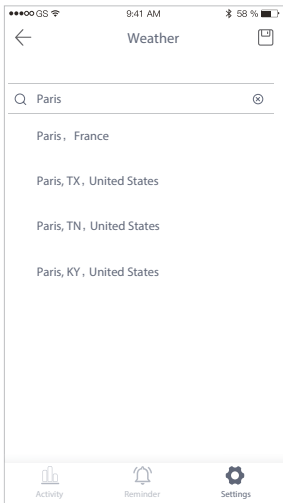 GS 9:41 AM 58 %
Weather
Paris
Paris，France
Paris, TX，United States
Paris, TN，United States
Paris, KY，United States
Activity Reminder Settings